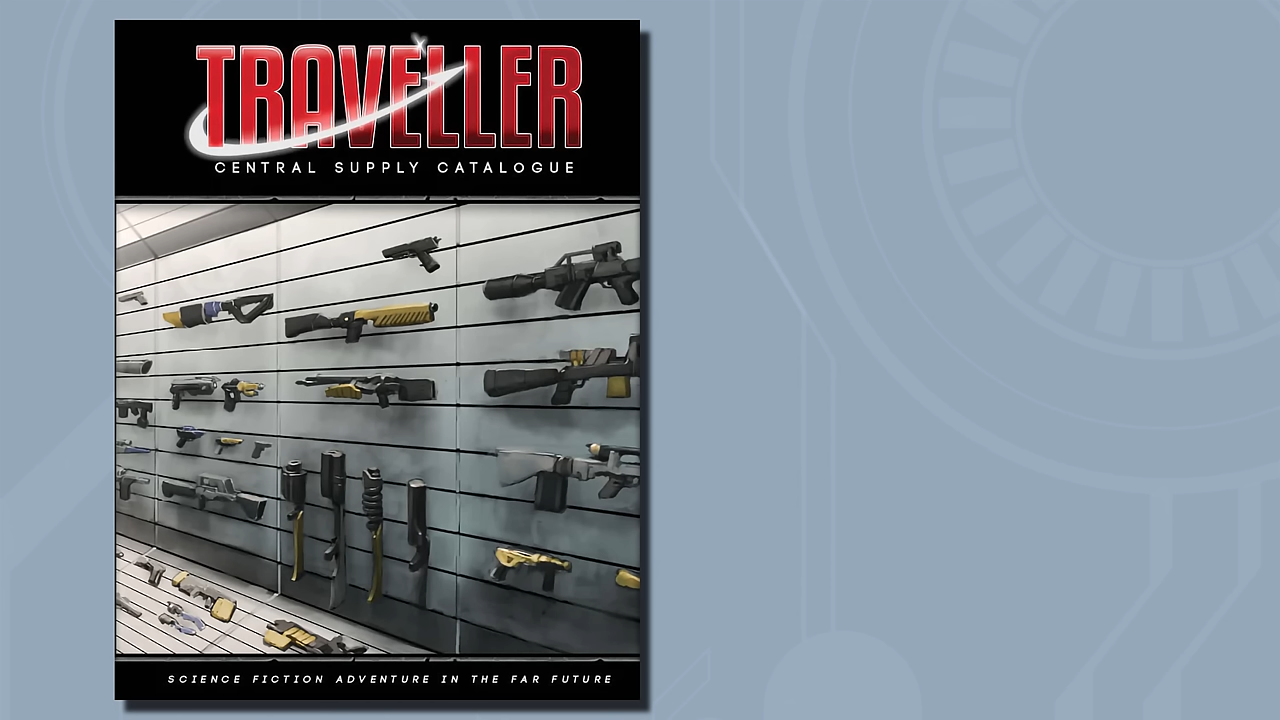 TRAVELLER
CENTRAL SUPPLY CATALOGUE
SCIENCE FICTION ADVENTURE IN THE FAR FUTURE